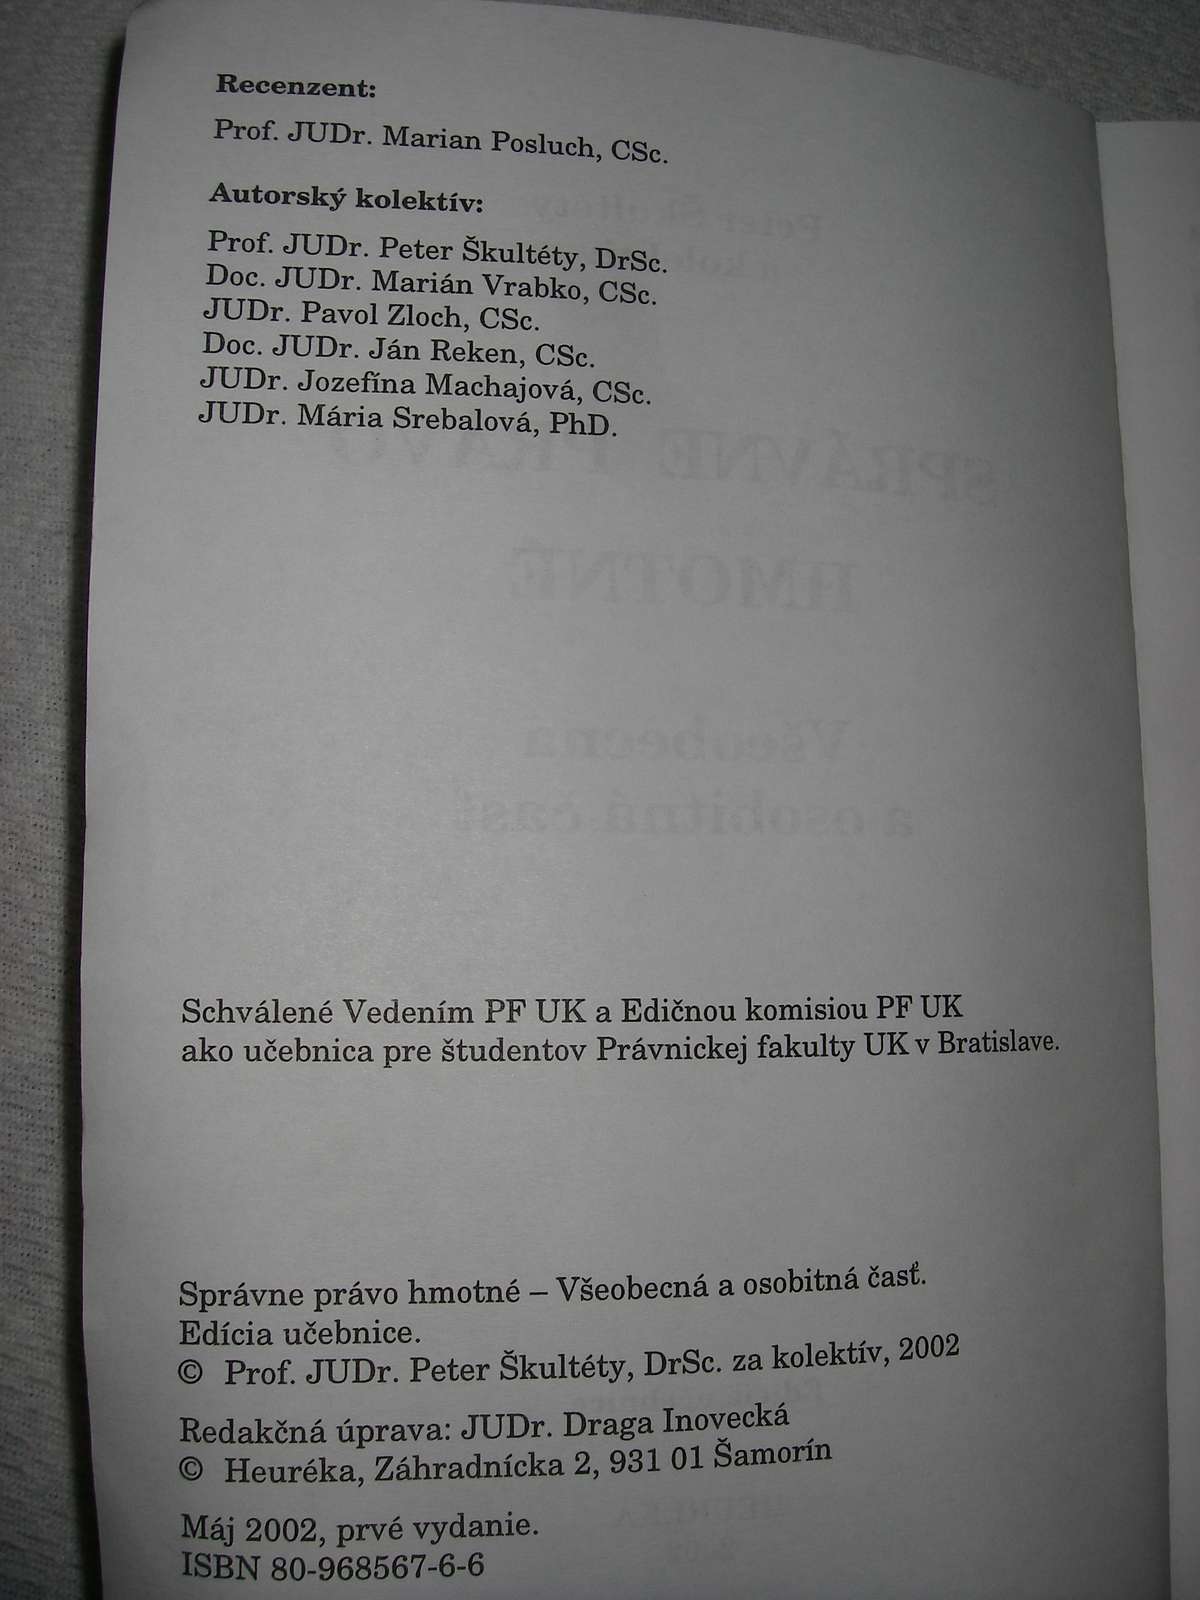 Recenzent:
Prof. JUDr. Marian Posluch, CSc.
Autorský kolektív:
Prof. JUDr. Peter Škultéty, DrSc.
Doc. JUDr. Marián Vrabko, CSc.
JUDr. Pavol Zloch, CSc.
Doc. JUDr. Ján Reken, CSc.
JUDr. Jozefína Machajová, CSc.
JUDr. Mária Srebalová, PhD.
Schválené Vedením PF UK a Edičnou komisiou PF UK
ako učebnica pre študentov Právnickej fakulty UK v Bratislave.
Správne právo hmotné – Všeobecná a osobitná časť.
Edícia učebnice.
© Prof. JUDr. Peter Škultéty, DrSc. za kolektív, 2002
Redakčná úprava: JUDr. Draga Inovecká
© Heuréka, Záhradnícka 2, 931 01 Šamorín
Máj 2002, prvé vydanie.
ISBN 80-968567-6-6